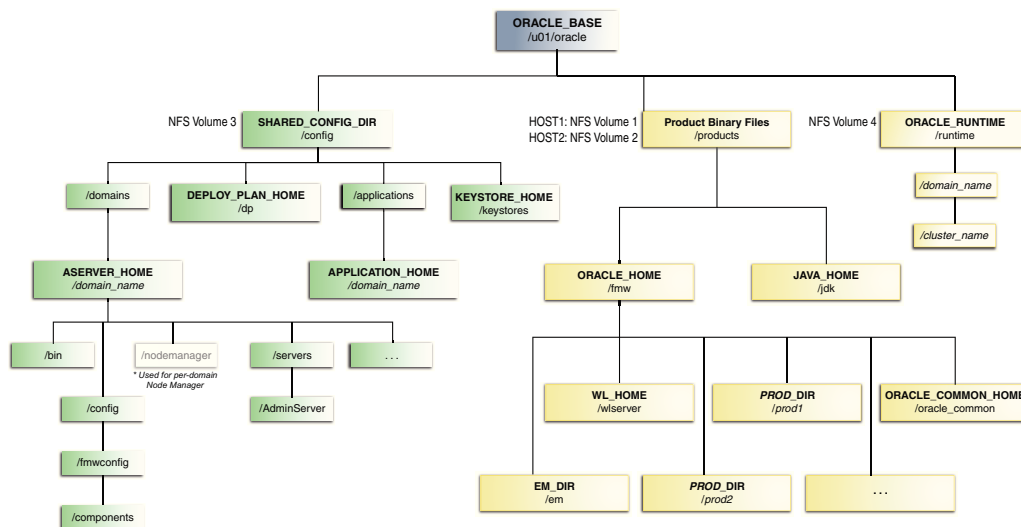 ORACLE_BASE
/u01/oracle
NFS Volume 3
SHARED_CONFIG_DIR
/config
HOST1: NFS Volume 1
HOST2: NFS Volume 2
Product Binary Files
/products
NFS Volume 4
ORACLE_RUNTIME
/runtime
/domains
DEPLOY_PLAN_HOME
/dp
/applications
KEYSTORE_HOME
/keystores
/domain_name
/cluster_name
ASERVER_HOME
/domain_name
APPLICATION_HOME
/domain_name
ORACLE_HOME
/fmw
JAVA_HOME
/jdk
/bin
/nodemanager
* Used for per-domain
Node Manager
/servers
. . .
/config
/AdminServer
WL_HOME
/wlserver
PROD_DIR
/prod1
ORACLE_COMMON_HOME
/oracle_common
/fmwconfig
/components
EM_DIR
/em
PROD_DIR
/prod2
. . .